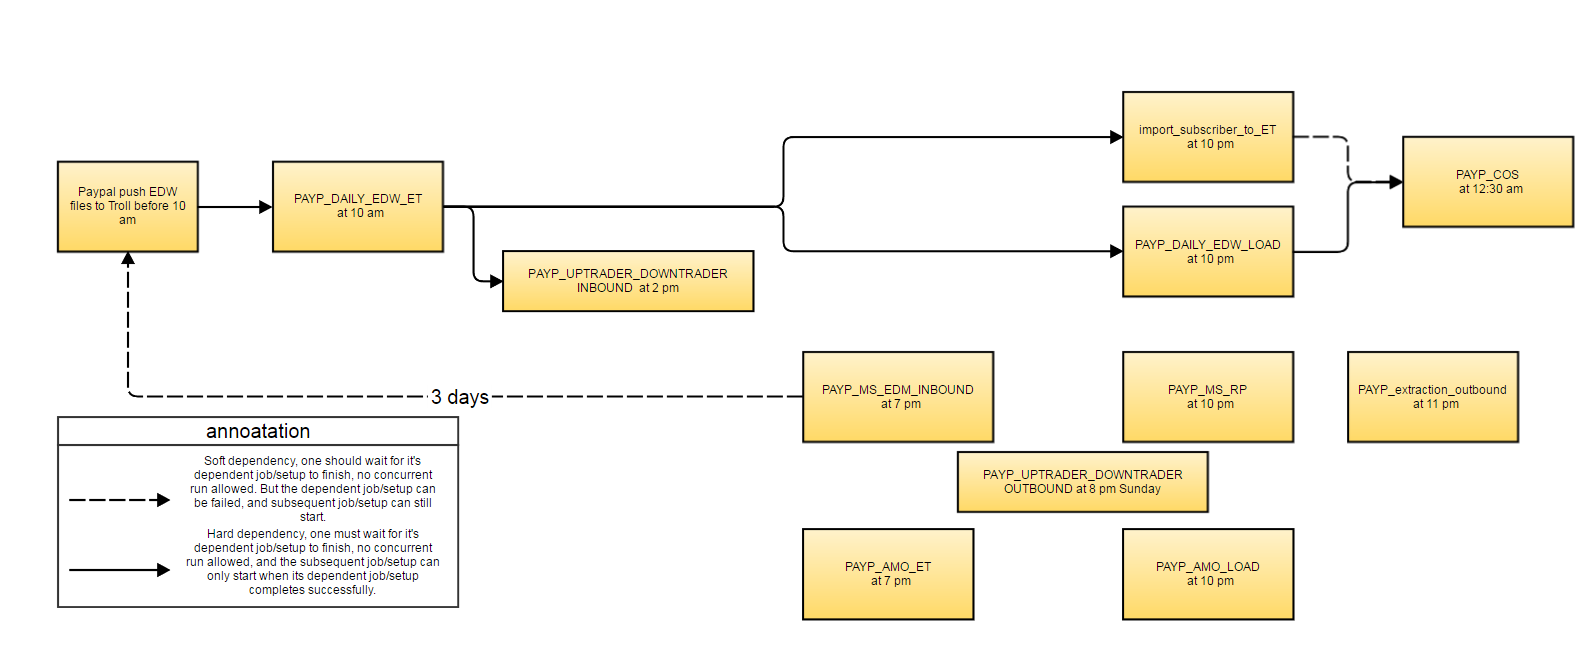 import_subscriber_to_ET
at 10 pm
PAYP_COS
at 12:30 am
Paypal push EDW
files to Troll before 10
am
PAYP_DAILY_EDW_ET
at 10 am
PAYP_DAILY_EDW_LOAD
at 10 pm
PAYP_UPTRADER_DOWNTRADER
INBOUND at 2 pm
3 days
PAYP_MS_EDM_INBOUND
at 7 pm
PAYP_MS_RP
at 10 pm
PAYP_extraction_outbound
at 11 pm
annoatation
Soft dependency, one should wait for it's
dependent job/setup to finish, no concurrent
run allowed. But the dependent job/setup can
be failed, and subsequent job/setup can still
start.
Hard dependency, one must wait for it's
dependent job/setup to finish, no concurrent
run allowed, and the subsequent job/setup can
only start when its dependent job/setup
completes successfully.
PAYP_UPTRADER_DOWNTRADER
OUTBOUND at 8 pm Sunday
PAYP_AMO_ET
at 7 pm
PAYP_AMO_LOAD
at 10 pm